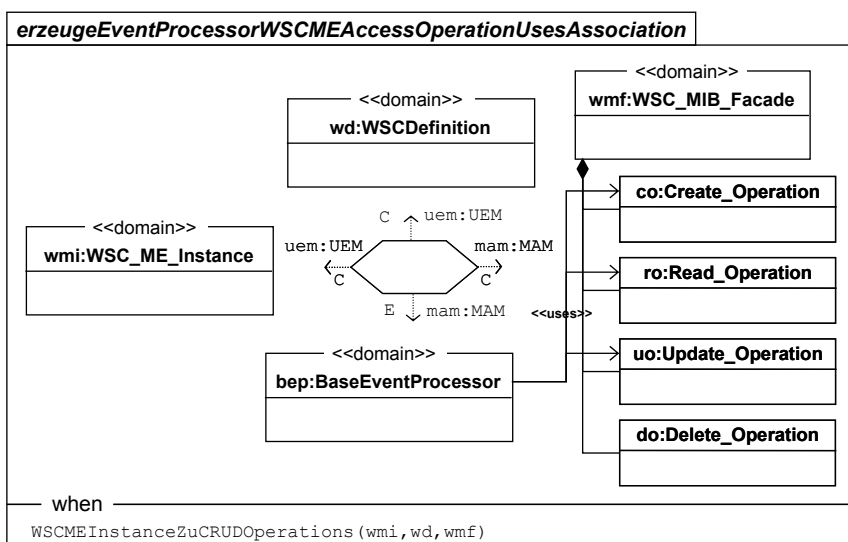 erzeugeEventProcessorWSCMEAccessOperationUsesAssociation
<<domain>>
wmf:WSC_MIB_Facade
<<domain>>
wd:WSCDefinition
co:Create_Operation
C
uem:UEM
<<domain>>
wmi:WSC_ME_Instance
uem:UEM
mam:MAM
C
C
ro:Read_Operation
E
mam:MAM
<<uses>>
<<domain>>
bep:BaseEventProcessor
uo:Update_Operation
do:Delete_Operation
when
WSCMEInstanceZuCRUDOperations(wmi,wd,wmf)